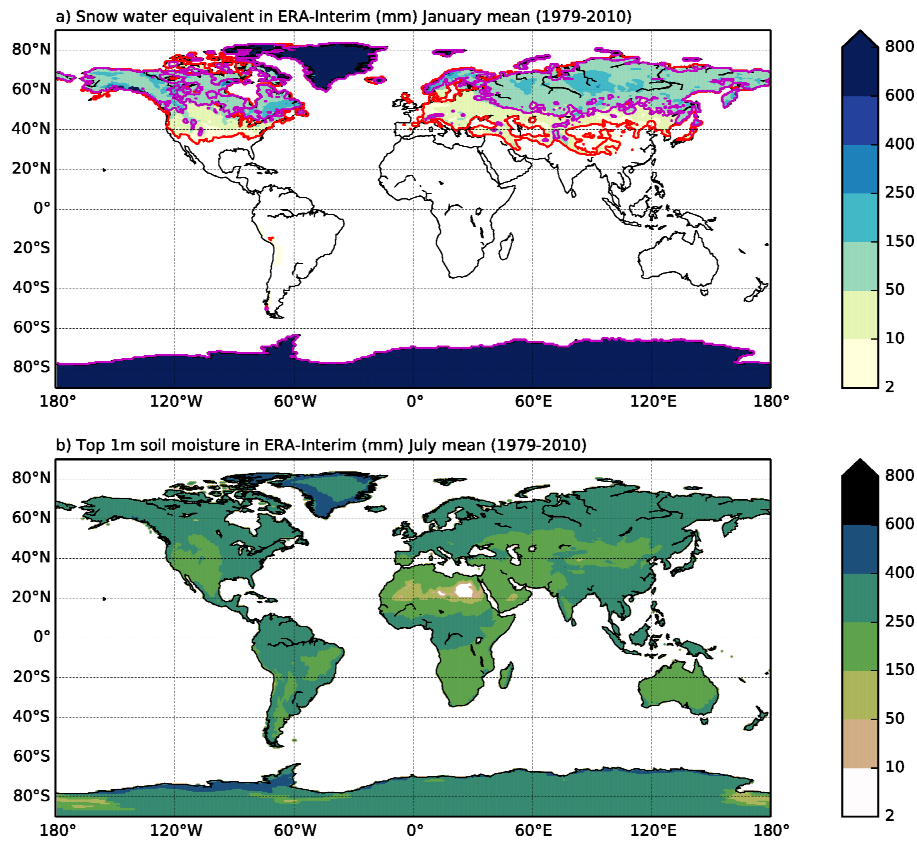 a) Snow water equivalent in ERA-Interim (mm) January mean (1979-2010)
80°N
60°N
40°N
20°N
0°
20°S
40°S
60°S
80°S
180° 120°W 60°W 0° 60°E 120°E 180°
800
600
400
250
150
50
10
2
b) Top 1m soil moisture in ERA-Interim (mm) July mean (1979-2010)
80°N
60°N
40°N
20°N
0°
20°S
40°S
60°S
80°S
180° 120°W 60°W 0° 60°E 120°E 180°
800
600
400
250
150
50
10
2